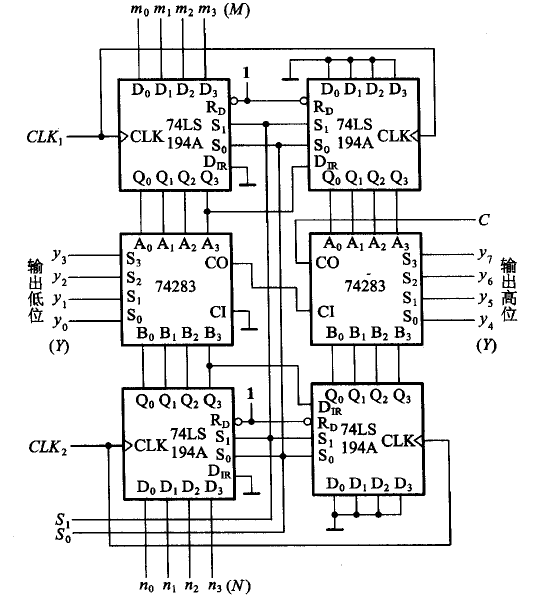 m₀ m₁ m₂ m₃ (M)
1
D₀ D₁ D₂ D₃
D₀ D₁ D₂ D₃
R_D
R_D
CLK₁
CLK
74LS
194A
S₁
S₀
D_IR
S₁
S₀
D_IR
74LS
194A
CLK
Q₀ Q₁ Q₂ Q₃
Q₀ Q₁ Q₂ Q₃
C
A₀ A₁ A₂ A₃
A₀ A₁ A₂ A₃
输出低位
y₃
y₂
y₁
y₀
(Y)
S₃
S₂
S₁
S₀
74283
CO
CI
CO
CI
74283
S₃
S₂
S₁
S₀
y₇
y₆
y₅
y₄
(Y)
输出高位
B₀ B₁ B₂ B₃
B₀ B₁ B₂ B₃
Q₀ Q₁ Q₂ Q₃
Q₀ Q₁ Q₂ Q₃
1
CLK₂
CLK
74LS
194A
R_D
S₁
S₀
D_IR
D_IR
R_D
S₁
S₀
74LS
194A
CLK
D₀ D₁ D₂ D₃
D₀ D₁ D₂ D₃
S₁
S₀
n₀ n₁ n₂ n₃ (N)